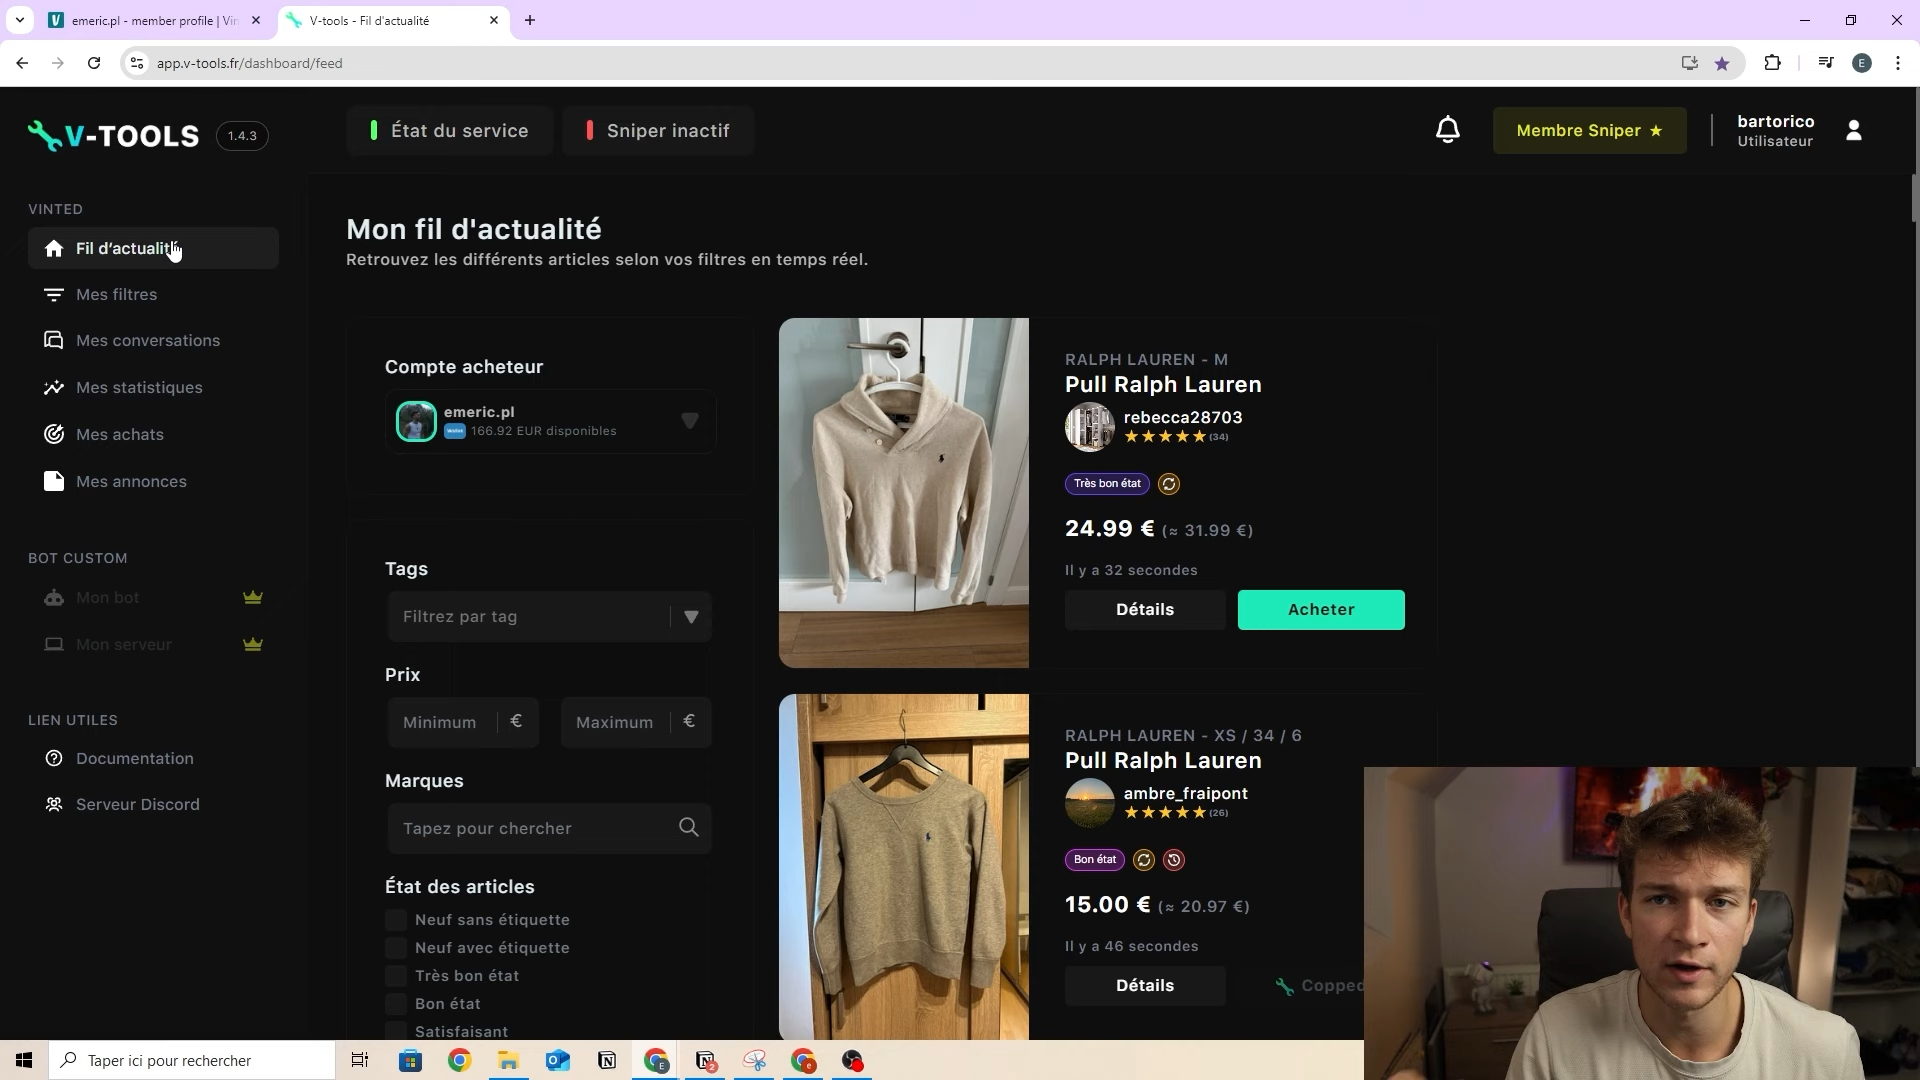 emeric.pl - member profile | Vin
V-tools - Fil d'actualité
app.v-tools.fr/dashboard/feed
E
V-TOOLS
1.4.3
État du service
Sniper inactif
Membre Sniper ★
bartorico
Utilisateur
VINTED
Fil d'actualité
Mes filtres
Mes conversations
Mes statistiques
Mes achats
Mes annonces
BOT CUSTOM
Mon bot
Mon serveur
LIEN UTILES
Documentation
Serveur Discord
Mon fil d'actualité
Retrouvez les différents articles selon vos filtres en temps réel.
Compte acheteur
emeric.pl
166.92 EUR disponibles
Tags
Filtrez par tag
Prix
Minimum €
Maximum €
Marques
Tapez pour chercher
État des articles
Neuf sans étiquette
Neuf avec étiquette
Très bon état
Bon état
Satisfaisant
RALPH LAUREN - M
Pull Ralph Lauren
rebecca28703
★★★★★(34)
Très bon état
24.99 € (≈ 31.99 €)
Il y a 32 secondes
Détails
Acheter
RALPH LAUREN - XS / 34 / 6
Pull Ralph Lauren
ambre_fraipont
★★★★★(26)
Bon état
15.00 € (≈ 20.97 €)
Il y a 46 secondes
Détails
Copped
Taper ici pour rechercher